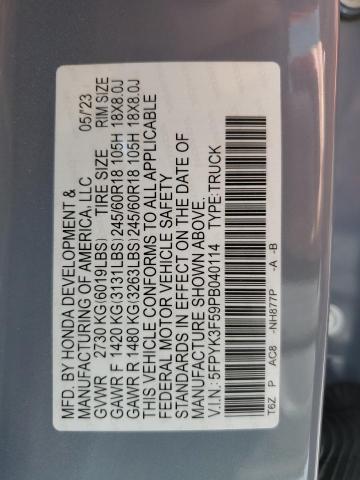 MFD. BY HONDA DEVELOPMENT &
MANUFACTURING OF AMERICA, LLC 05/23
GVWR 2730 KG(6019LBS) TIRE SIZE RIM SIZE
GAWR F 1420 KG(3131LBS) 245/60R18 105H 18X8.0J
GAWR R 1480 KG(3263LBS) 245/60R18 105H 18X8.0J
THIS VEHICLE CONFORMS TO ALL APPLICABLE
FEDERAL MOTOR VEHICLE SAFETY
STANDARDS IN EFFECT ON THE DATE OF
MANUFACTURE SHOWN ABOVE.
V.I.N.: 5FPYK3F59PB040114 TYPE:TRUCK
T6Z P AC8 -NH877P -A -B